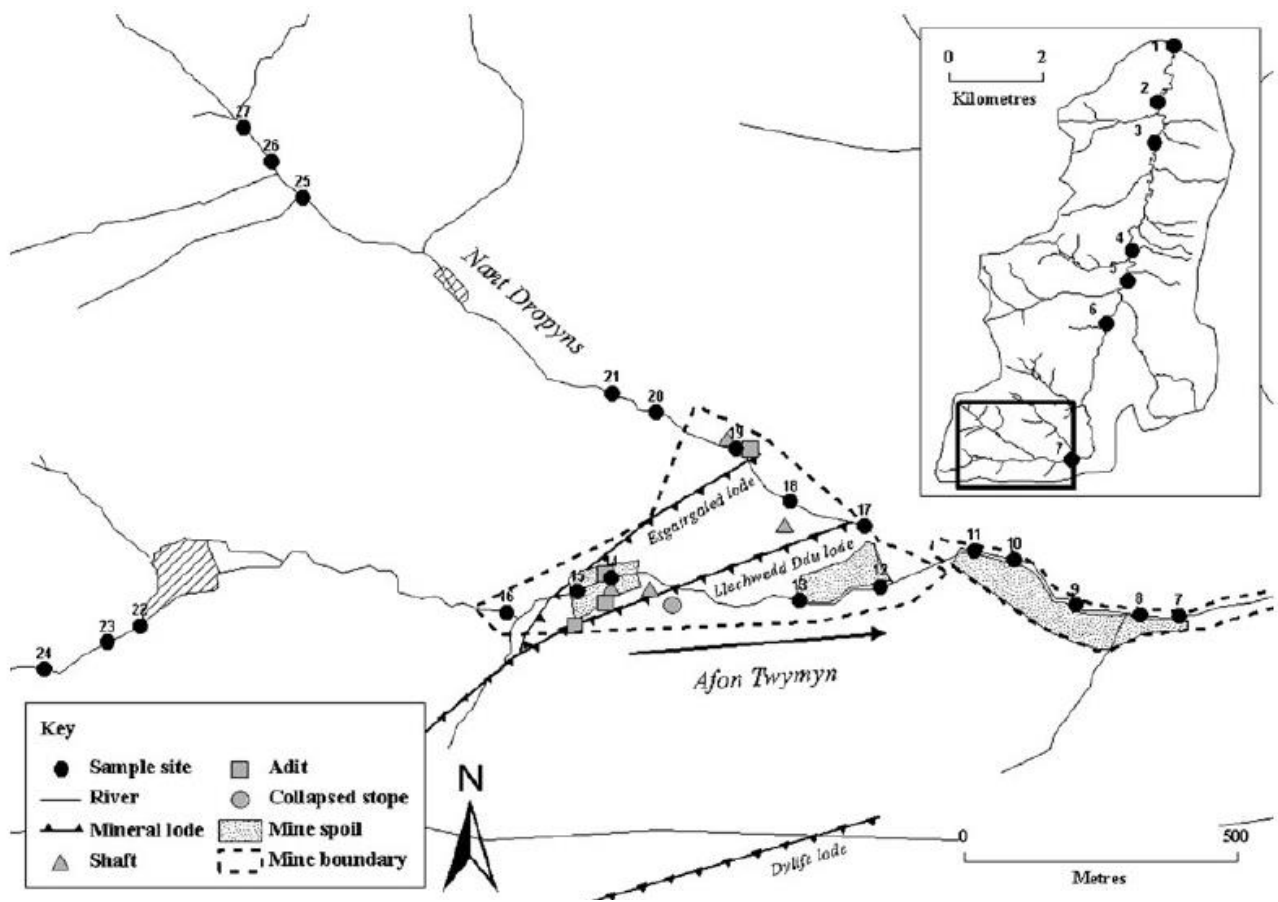 0 2
Kilometres
1
2
3
4
5
6
7
27
26
25
Nant Dropyns
21
20
19
18
17
Esgairgaled lode
Llechwedd Ddu lode
11
10
9
8
7
16
15
14
13
12
22
23
24
Afon Twymyn
Key
Sample site
River
Mineral lode
Shaft
Adit
Collapsed stope
Mine spoil
Mine boundary
N
Dylife lode
0 500
Metres